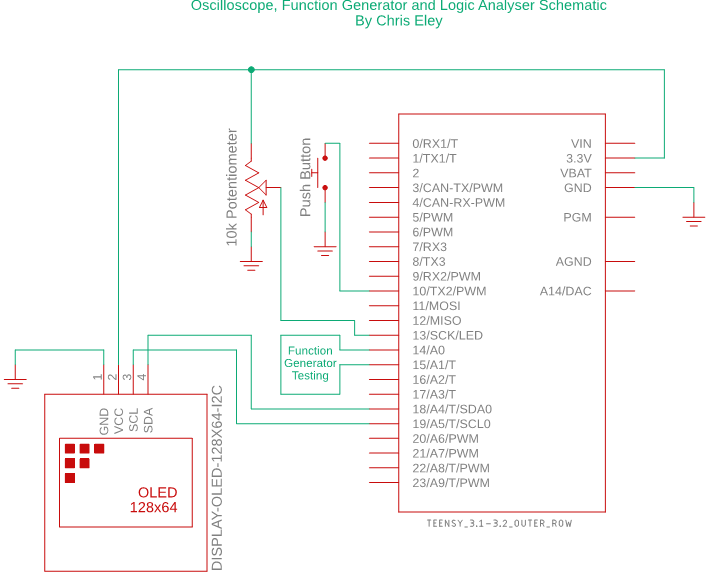 Oscilloscope, Function Generator and Logic Analyser Schematic
By Chris Eley
10k Potentiometer
Push Button
0/RX1/T
1/TX1/T
2
3/CAN-TX/PWM
4/CAN-RX-PWM
5/PWM
6/PWM
7/RX3
8/TX3
9/RX2/PWM
10/TX2/PWM
11/MOSI
12/MISO
13/SCK/LED
14/A0
15/A1/T
16/A2/T
17/A3/T
18/A4/T/SDA0
19/A5/T/SCL0
20/A6/PWM
21/A7/PWM
22/A8/T/PWM
23/A9/T/PWM
VIN
3.3V
VBAT
GND
PGM
AGND
A14/DAC
TEENSY_3.1-3.2_OUTER_ROW
Function
Generator
Testing
1
2
3
4
GND
VCC
SCL
SDA
OLED
128x64
DISPLAY-OLED-128X64-I2C